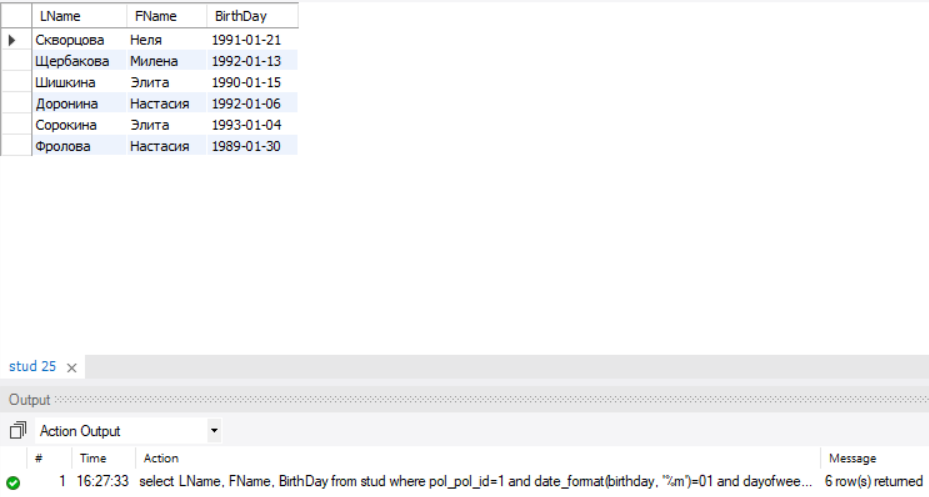 LName FName BirthDay
Скворцова Неля 1991-01-21
Щербакова Милена 1992-01-13
Шишкина Элита 1990-01-15
Доронина Настасия 1992-01-06
Сорокина Элита 1993-01-04
Фролова Настасия 1989-01-30
stud 25
Output
Action Output
# Time Action Message
1 16:27:33 select LName, FName, BirthDay from stud where pol_pol_id=1 and date_format(birthday, "%m")=01 and dayofwee... 6 row(s) returned